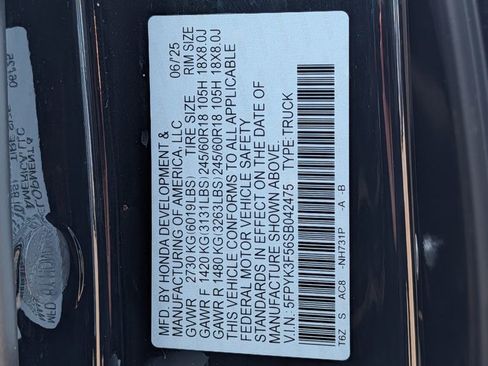 MFD. BY HONDA DEVELOPMENT &
MANUFACTURING OF AMERICA, LLC 06/25
GVWR 2730 KG(6019LBS) TIRE SIZE RIM SIZE
GAWR F 1420 KG(3131LBS) 245/60R18 105H 18X8.0J
GAWR R 1480 KG(3263LBS) 245/60R18 105H 18X8.0J
THIS VEHICLE CONFORMS TO ALL APPLICABLE
FEDERAL MOTOR VEHICLE SAFETY
STANDARDS IN EFFECT ON THE DATE OF
MANUFACTURE SHOWN ABOVE.
V.I.N.: 5FPYK3F56SB042475 TYPE:TRUCK
T6Z S AC8 -NH731P -A -B